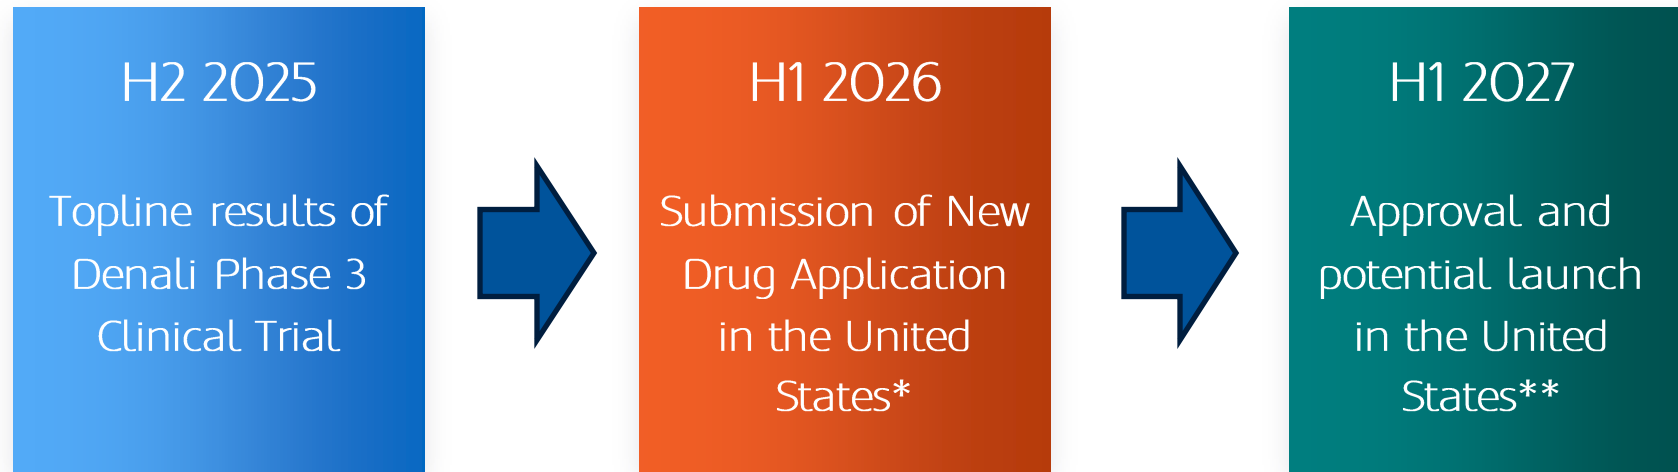 H2 2025
Topline results of
Denali Phase 3
Clinical Trial
H1 2026
Submission of New
Drug Application
in the United
States*
H1 2027
Approval and
potential launch
in the United
States**